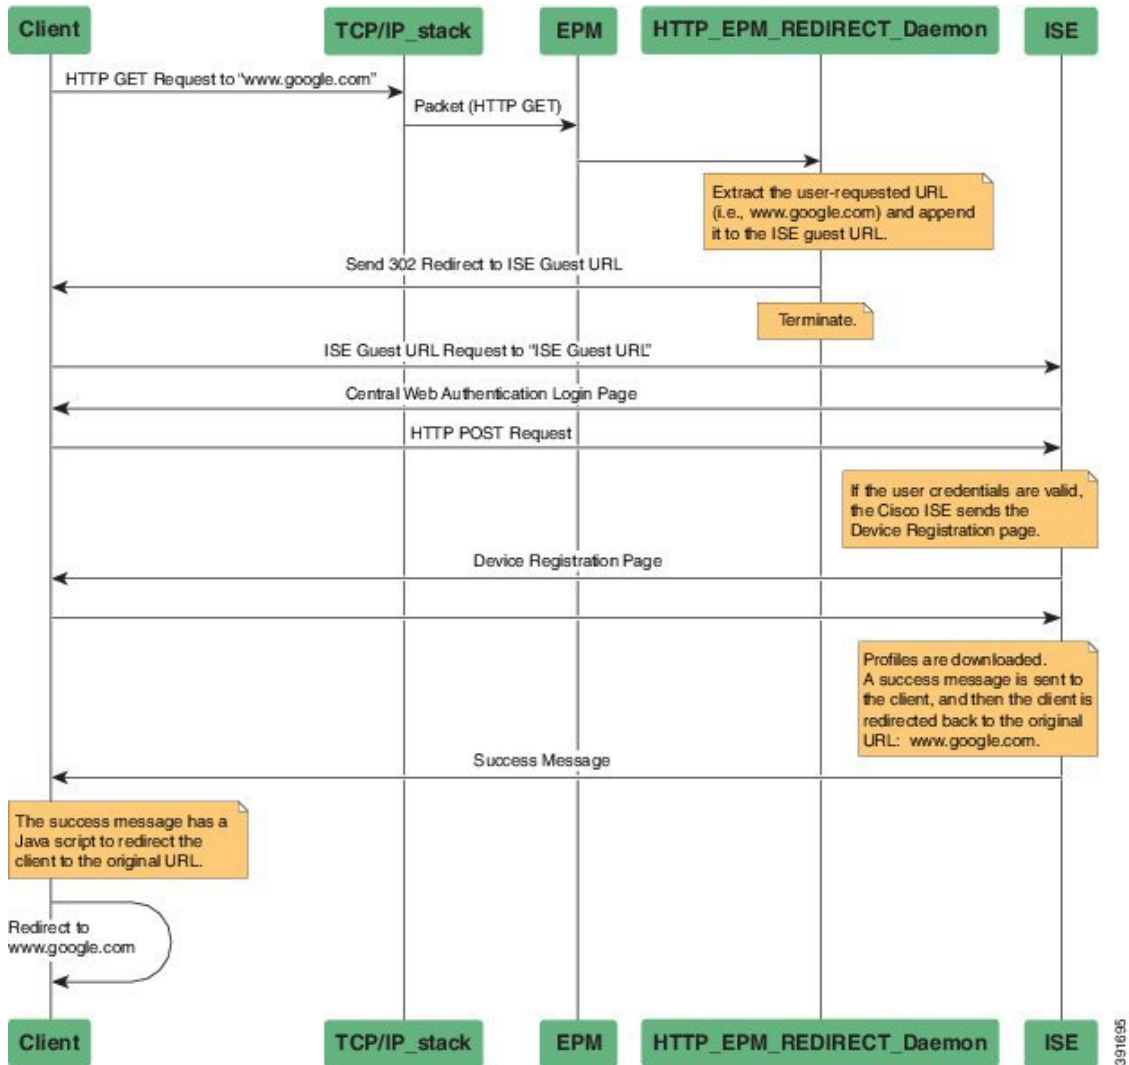 Client
TCP/IP_stack
EPM
HTTP_EPM_REDIRECT_Daemon
ISE
HTTP GET Request to “www.google.com”
Packet (HTTP GET)
Extract the user-requested URL
(i.e., www.google.com) and append
it to the ISE guest URL.
Send 302 Redirect to ISE Guest URL
Terminate.
ISE Guest URL Request to “ISE Guest URL”
Central Web Authentication Login Page
HTTP POST Request
If the user credentials are valid,
the Cisco ISE sends the
Device Registration page.
Device Registration Page
Profiles are downloaded.
A success message is sent to
the client, and then the client is
redirected back to the original
URL: www.google.com.
Success Message
The success message has a
Java script to redirect the
client to the original URL.
Redirect to
www.google.com
Client
TCP/IP_stack
EPM
HTTP_EPM_REDIRECT_Daemon
ISE
391695